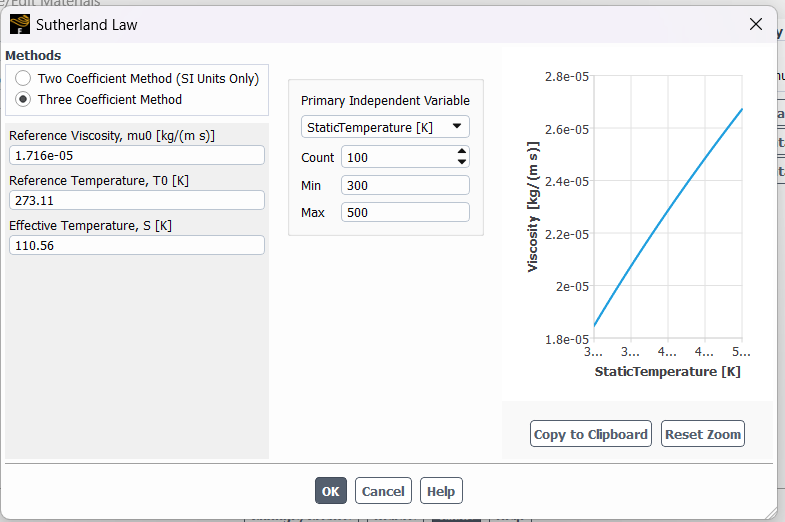 e/Edit Materials
Sutherland Law
Methods
Two Coefficient Method (SI Units Only)
Three Coefficient Method
Reference Viscosity, mu0 [kg/(m s)]
1.716e-05
Reference Temperature, T0 [K]
273.11
Effective Temperature, S [K]
110.56
Primary Independent Variable
StaticTemperature [K]
Count 100
Min 300
Max 500
Viscosity [kg/(m s)]
2.8e-05
2.6e-05
2.4e-05
2.2e-05
2e-05
1.8e-05
3... 3... 4... 4... 5...
StaticTemperature [K]
Copy to Clipboard Reset Zoom
OK Cancel Help